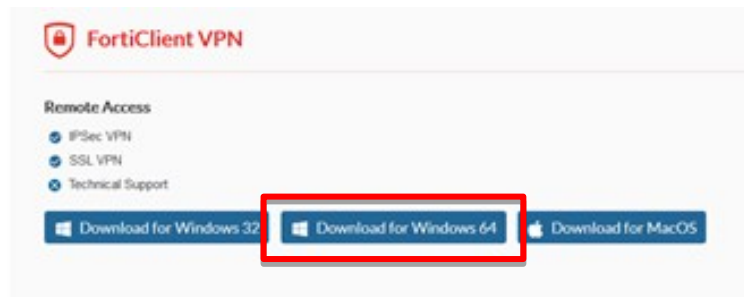 FortiClient VPN
Remote Access
IPSec VPN
SSL VPN
Technical Support
Download for Windows 32
Download for Windows 64
Download for MacOS